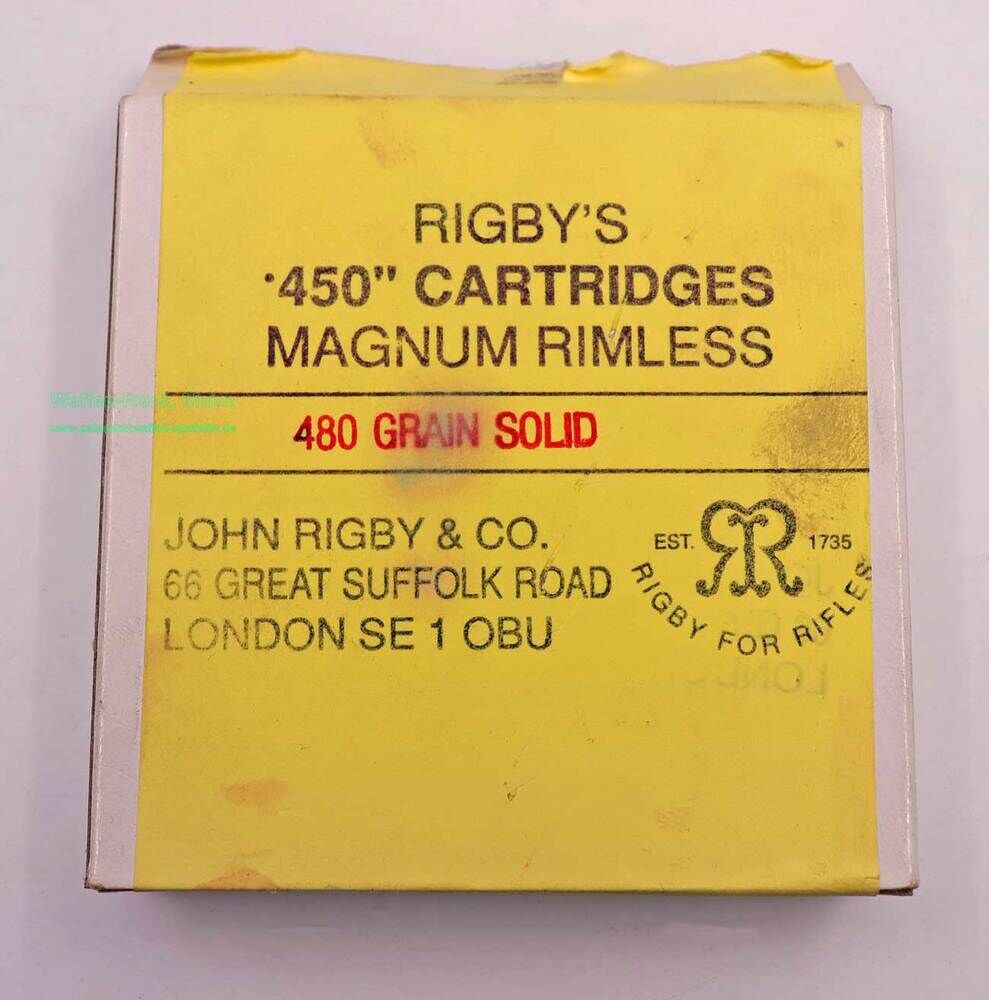 RIGBY'S
·450" CARTRIDGES
MAGNUM RIMLESS
480 GRAIN SOLID
JOHN RIGBY & CO.
66 GREAT SUFFOLK ROAD
LONDON SE 1 OBU
EST. RR 1735
RIGBY FOR RIFLES